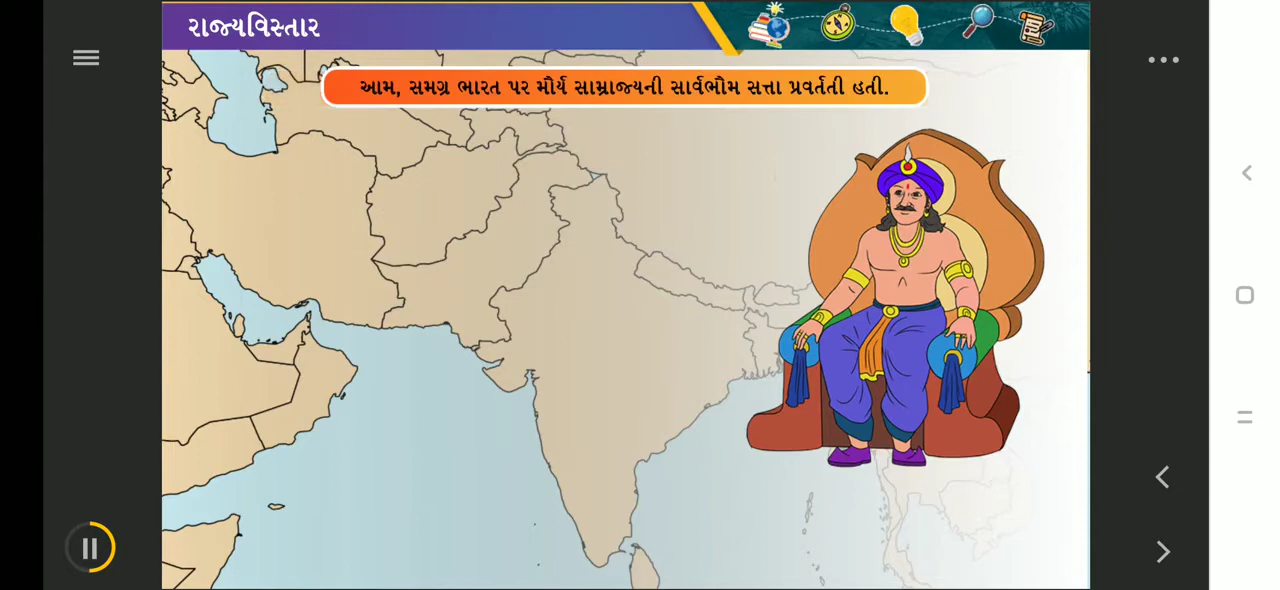 રાજ્યવિસ્તાર
આમ, સમગ્ર ભારત પર મૌર્ય સામ્રાજ્યની સાર્વભૌમ સત્તા પ્રવર્તતી હતી.